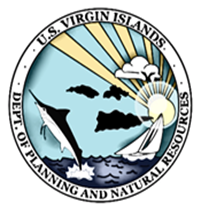 · U.S. VIRGIN ISLANDS ·
DEPT. OF PLANNING AND NATURAL RESOURCES